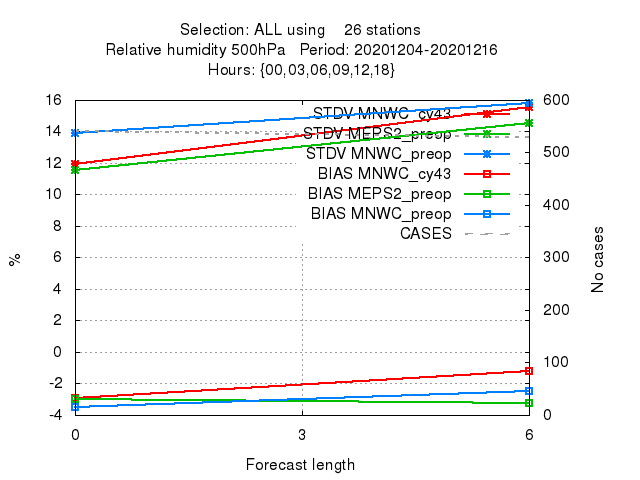 Selection: ALL using    26 stations
Relative humidity 500hPa   Period: 20201204-20201216
Hours: {00,03,06,09,12,18}
16
14
12
10
8
6
4
2
0
-2
-4
%
STDV MNWC_cy43
STDV MEPS2_preop
STDV MNWC_preop
BIAS MNWC_cy43
BIAS MEPS2_preop
BIAS MNWC_preop
CASES
600
500
400
300
200
100
0
No cases
0 3 6
Forecast length